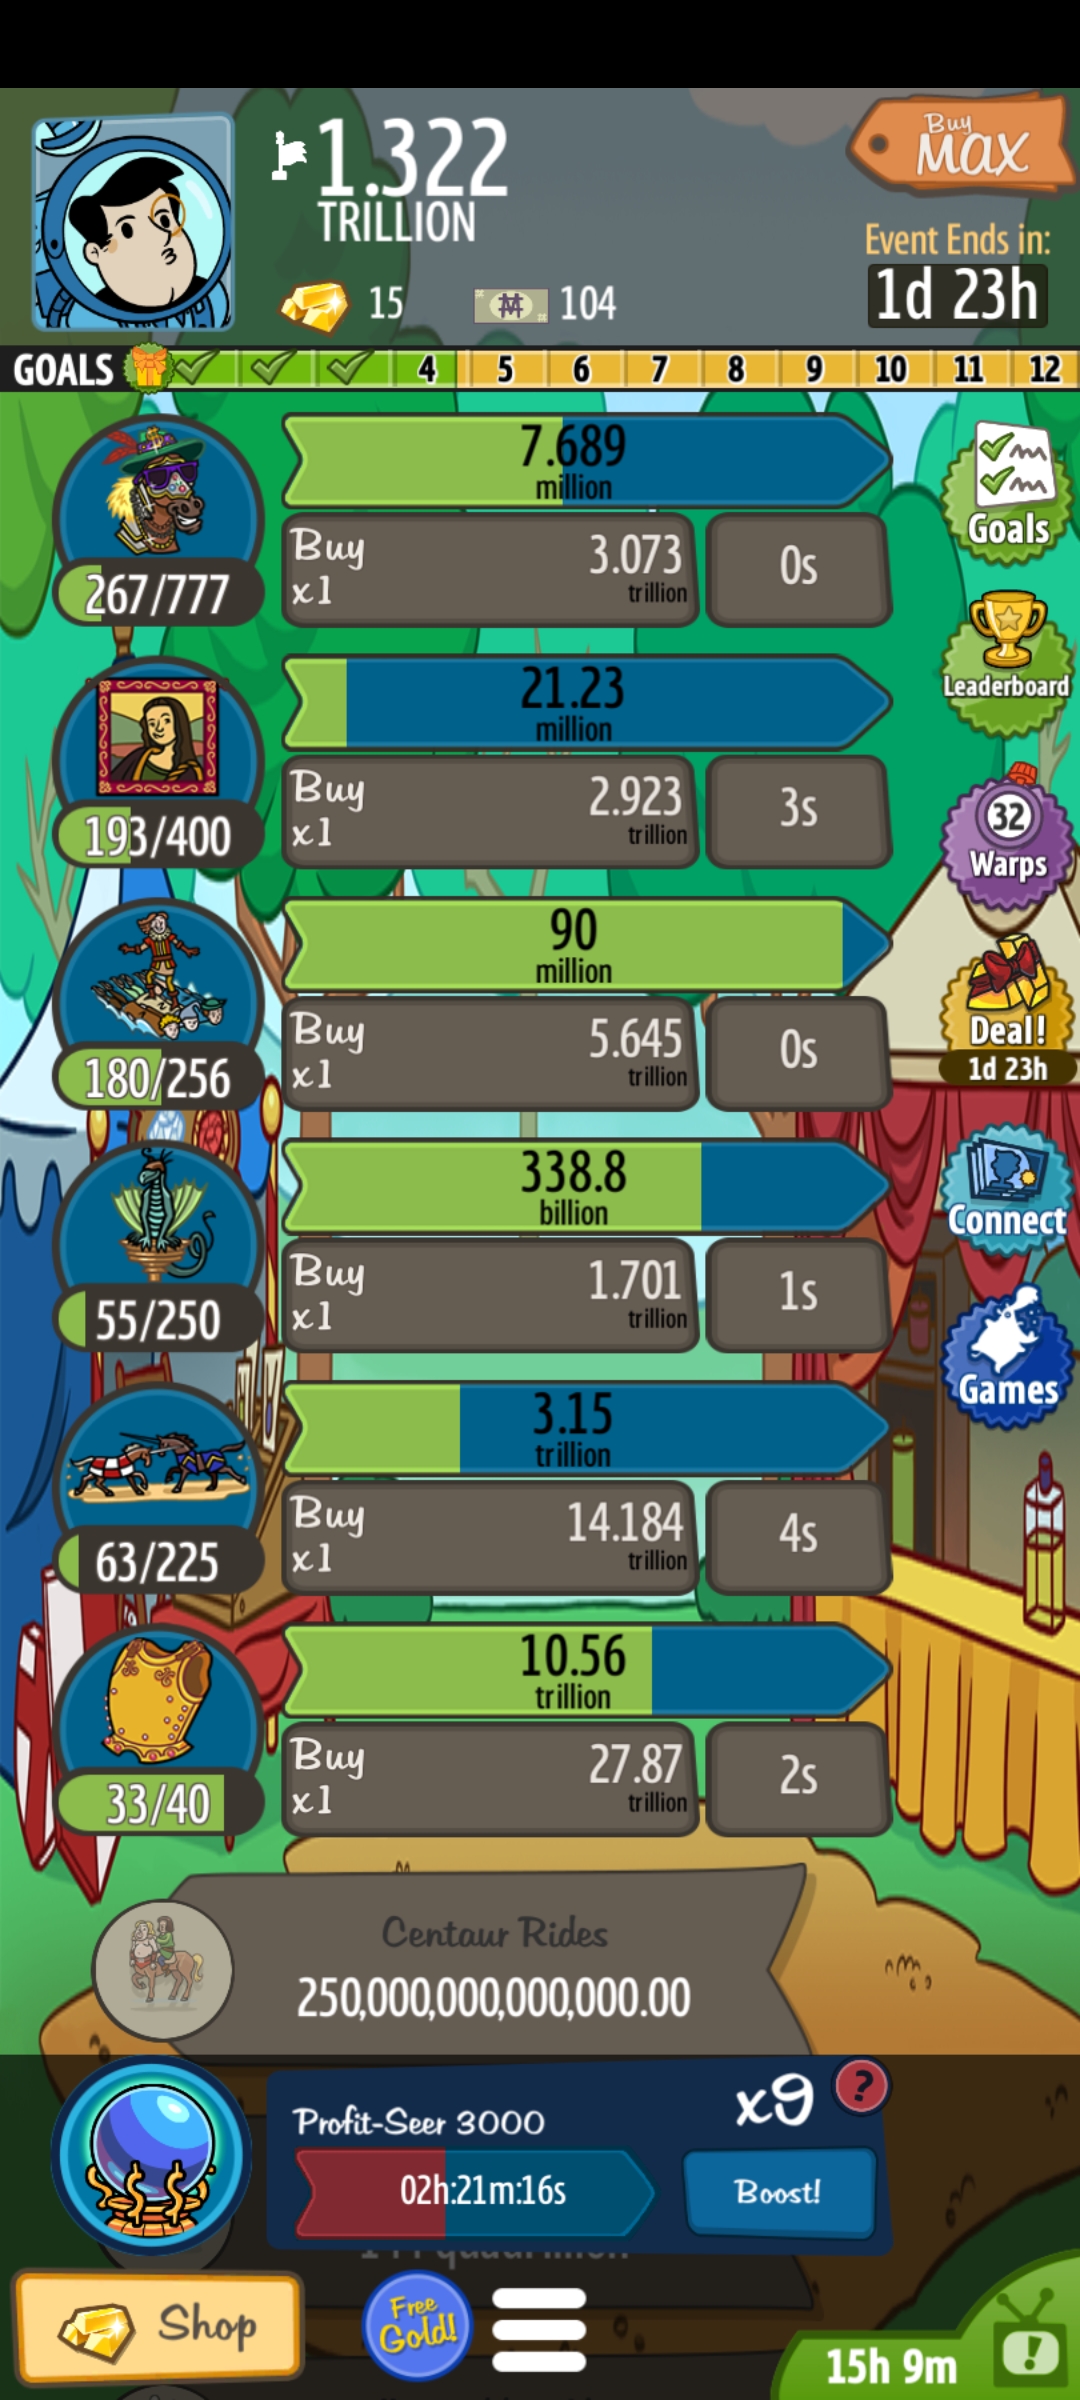 1.322
TRILLION
Buy
MAX
Event Ends in:
1d 23h
15
104
GOALS 4 5 6 7 8 9 10 11 12
7.689
million
Buy
x1
3.073
trillion
0s
267/777
Goals
21.23
million
Buy
x1
2.923
trillion
3s
193/400
Leaderboard
90
million
Buy
x1
5.645
trillion
0s
180/256
32
Warps
Deal!
1d 23h
338.8
billion
Buy
x1
1.701
trillion
1s
55/250
Connect
3.15
trillion
Buy
x1
14.184
trillion
4s
63/225
Games
10.56
trillion
Buy
x1
27.87
trillion
2s
33/40
Centaur Rides
250,000,000,000,000.00
Profit-Seer 3000
x9
?
02h:21m:16s
Boost!
Shop
Free
Gold!
15h 9m
!